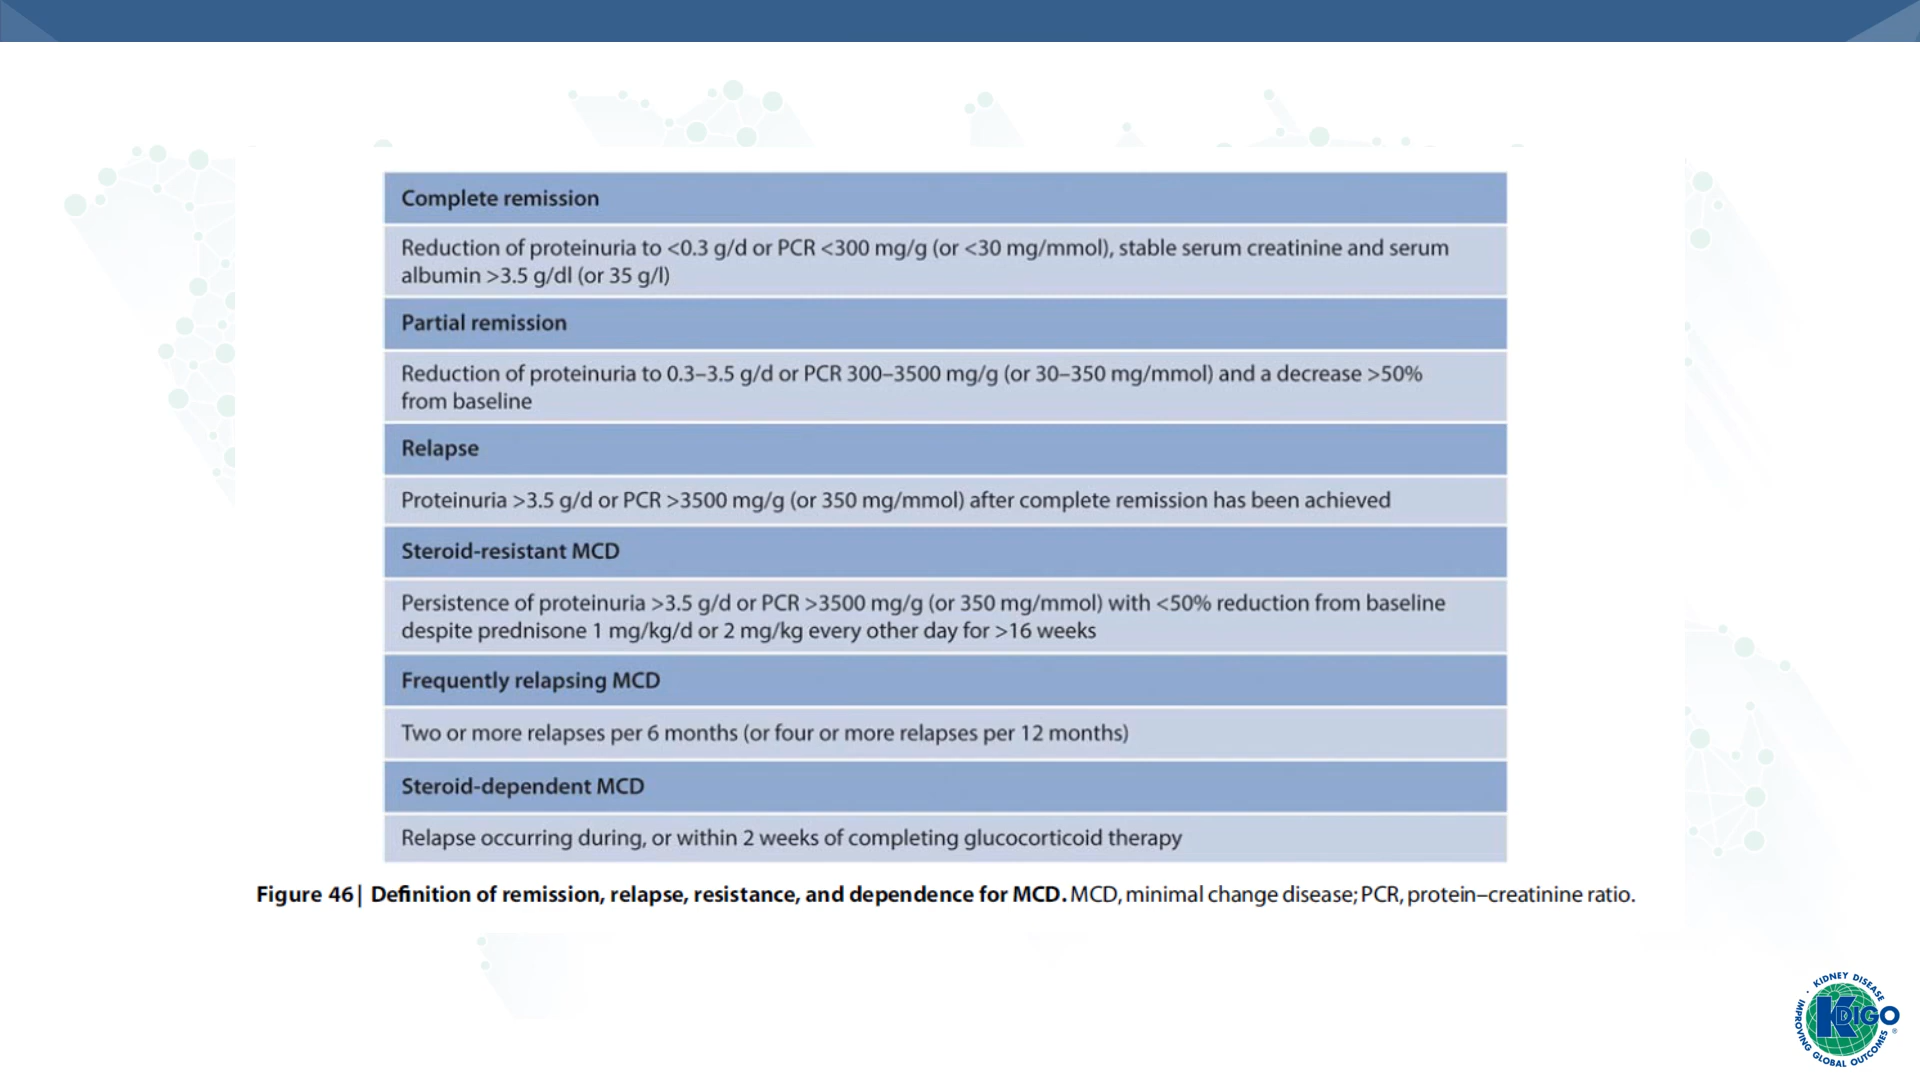 Complete remission
Reduction of proteinuria to <0.3 g/d or PCR <300 mg/g (or <30 mg/mmol), stable serum creatinine and serum
albumin >3.5 g/dl (or 35 g/l)
Partial remission
Reduction of proteinuria to 0.3–3.5 g/d or PCR 300–3500 mg/g (or 30–350 mg/mmol) and a decrease >50%
from baseline
Relapse
Proteinuria >3.5 g/d or PCR >3500 mg/g (or 350 mg/mmol) after complete remission has been achieved
Steroid-resistant MCD
Persistence of proteinuria >3.5 g/d or PCR >3500 mg/g (or 350 mg/mmol) with <50% reduction from baseline
despite prednisone 1 mg/kg/d or 2 mg/kg every other day for >16 weeks
Frequently relapsing MCD
Two or more relapses per 6 months (or four or more relapses per 12 months)
Steroid-dependent MCD
Relapse occurring during, or within 2 weeks of completing glucocorticoid therapy
Figure 46 | Definition of remission, relapse, resistance, and dependence for MCD. MCD, minimal change disease; PCR, protein–creatinine ratio.
KIDNEY DISEASE
KDIGO ®
IMPROVING GLOBAL OUTCOMES